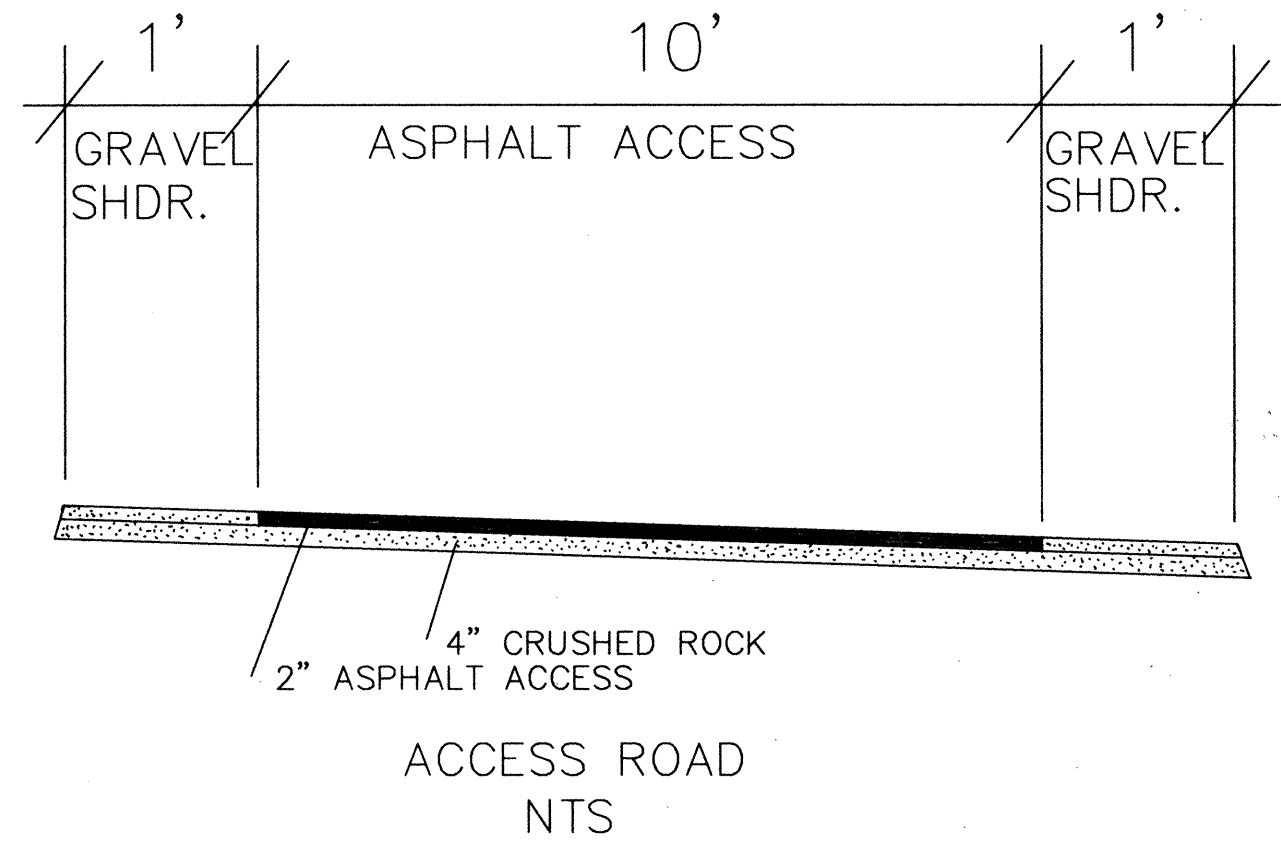 1’ 10’ 1’
GRAVEL
SHDR.
ASPHALT ACCESS
GRAVEL
SHDR.
4” CRUSHED ROCK
2” ASPHALT ACCESS
ACCESS ROAD
NTS